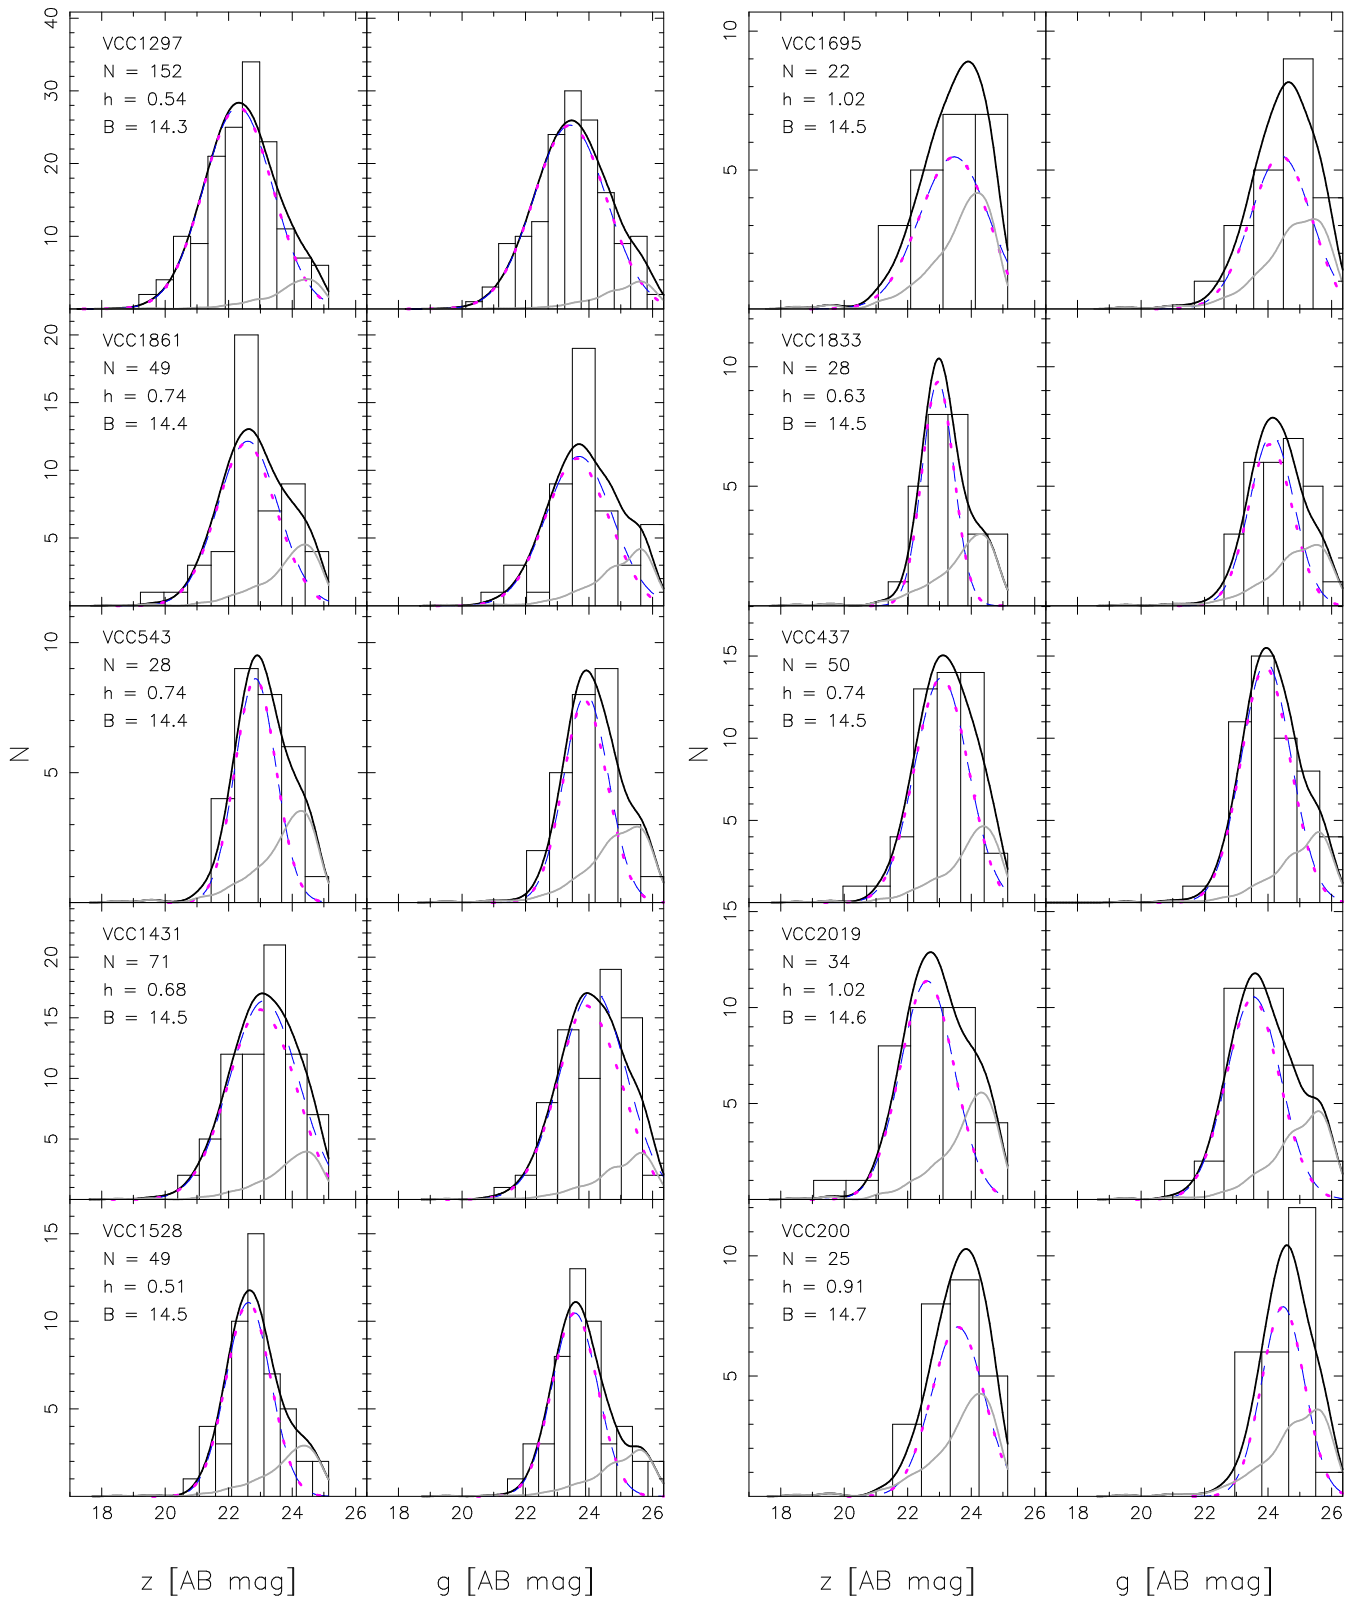 40
30
20
10
VCC1297
N = 152
h = 0.54
B = 14.3
20
15
10
5
VCC1861
N = 49
h = 0.74
B = 14.4
10
5
VCC543
N = 28
h = 0.74
B = 14.4
N
20
15
10
5
VCC1431
N = 71
h = 0.68
B = 14.5
15
10
5
VCC1528
N = 49
h = 0.51
B = 14.5
18 20 22 24 26 18 20 22 24 26
z [AB mag] g [AB mag]
10
5
VCC1695
N = 22
h = 1.02
B = 14.5
10
5
VCC1833
N = 28
h = 0.63
B = 14.5
15
10
5
VCC437
N = 50
h = 0.74
B = 14.5
N
15
15
10
5
VCC2019
N = 34
h = 1.02
B = 14.6
10
5
VCC200
N = 25
h = 0.91
B = 14.7
18 20 22 24 26 18 20 22 24 26
z [AB mag] g [AB mag]